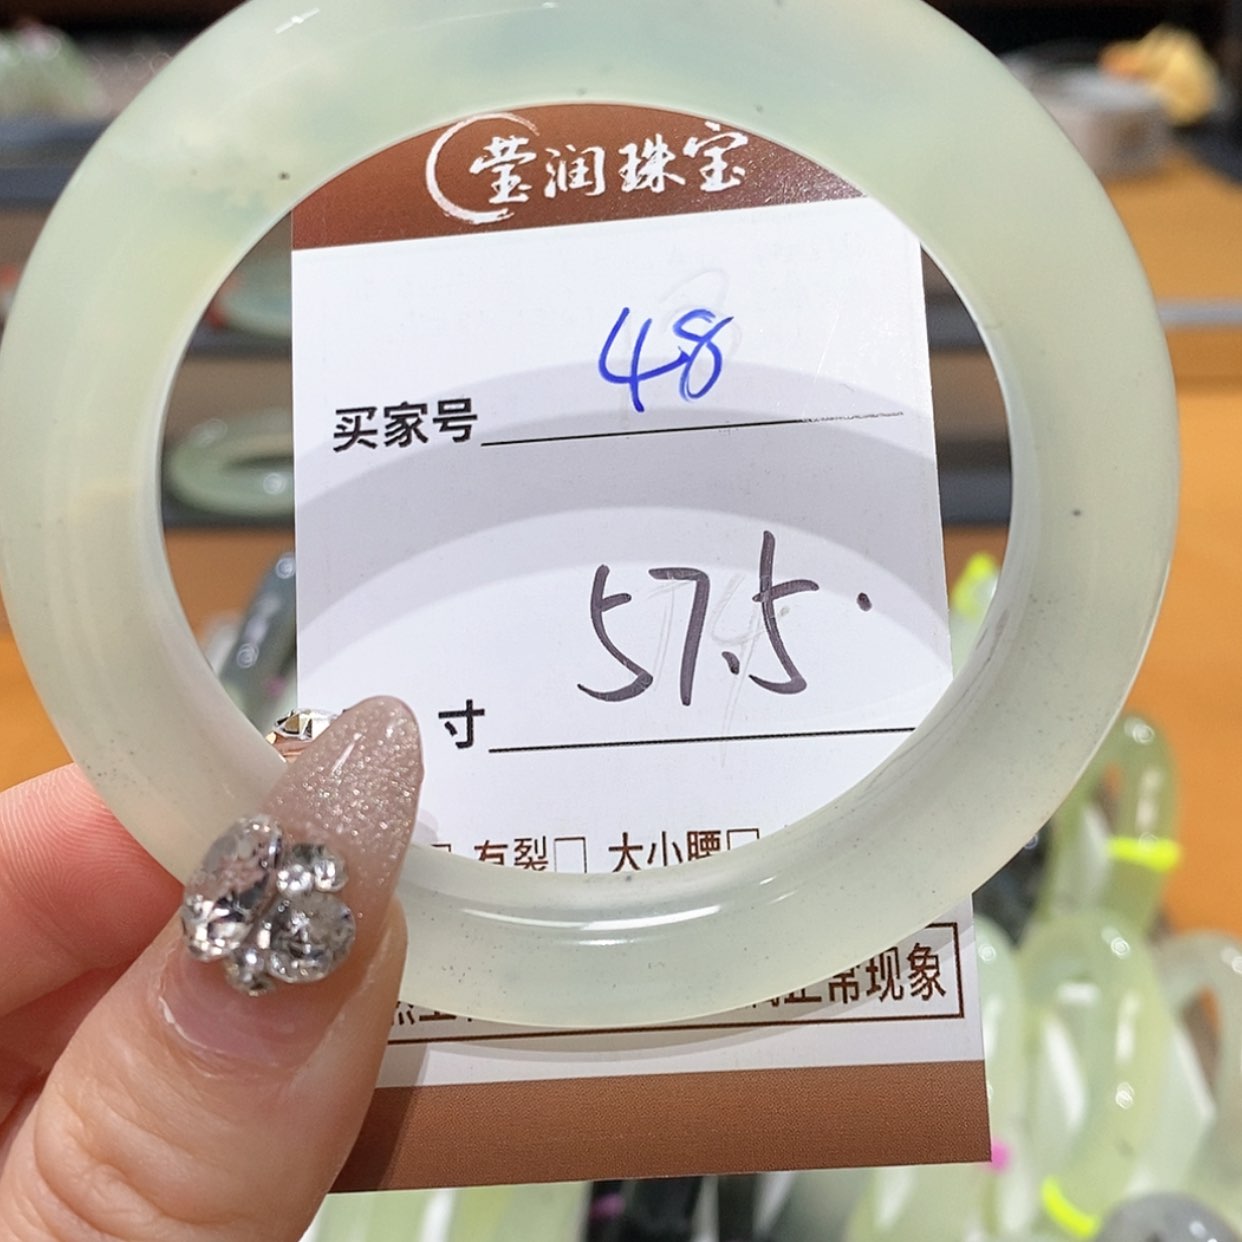 莹润珠宝
买家号 48
寸 57.5
有裂□ 大小腰□
正常现象